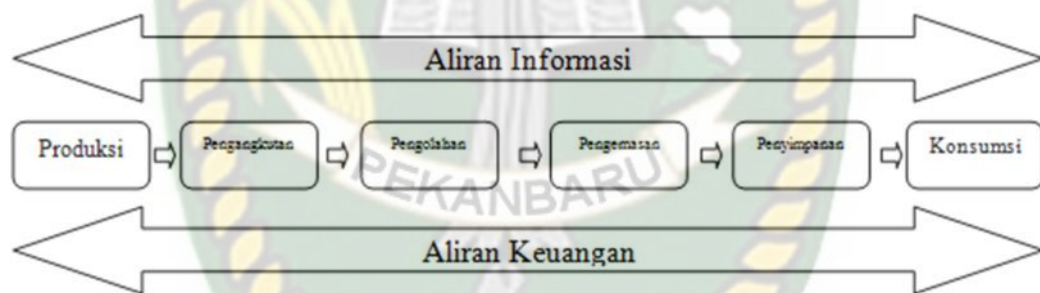 Aliran Informasi
Produksi Pengangkutan Pengolahan Pengemasan Penyimpanan Konsumsi
PEKANBARU
Aliran Keuangan